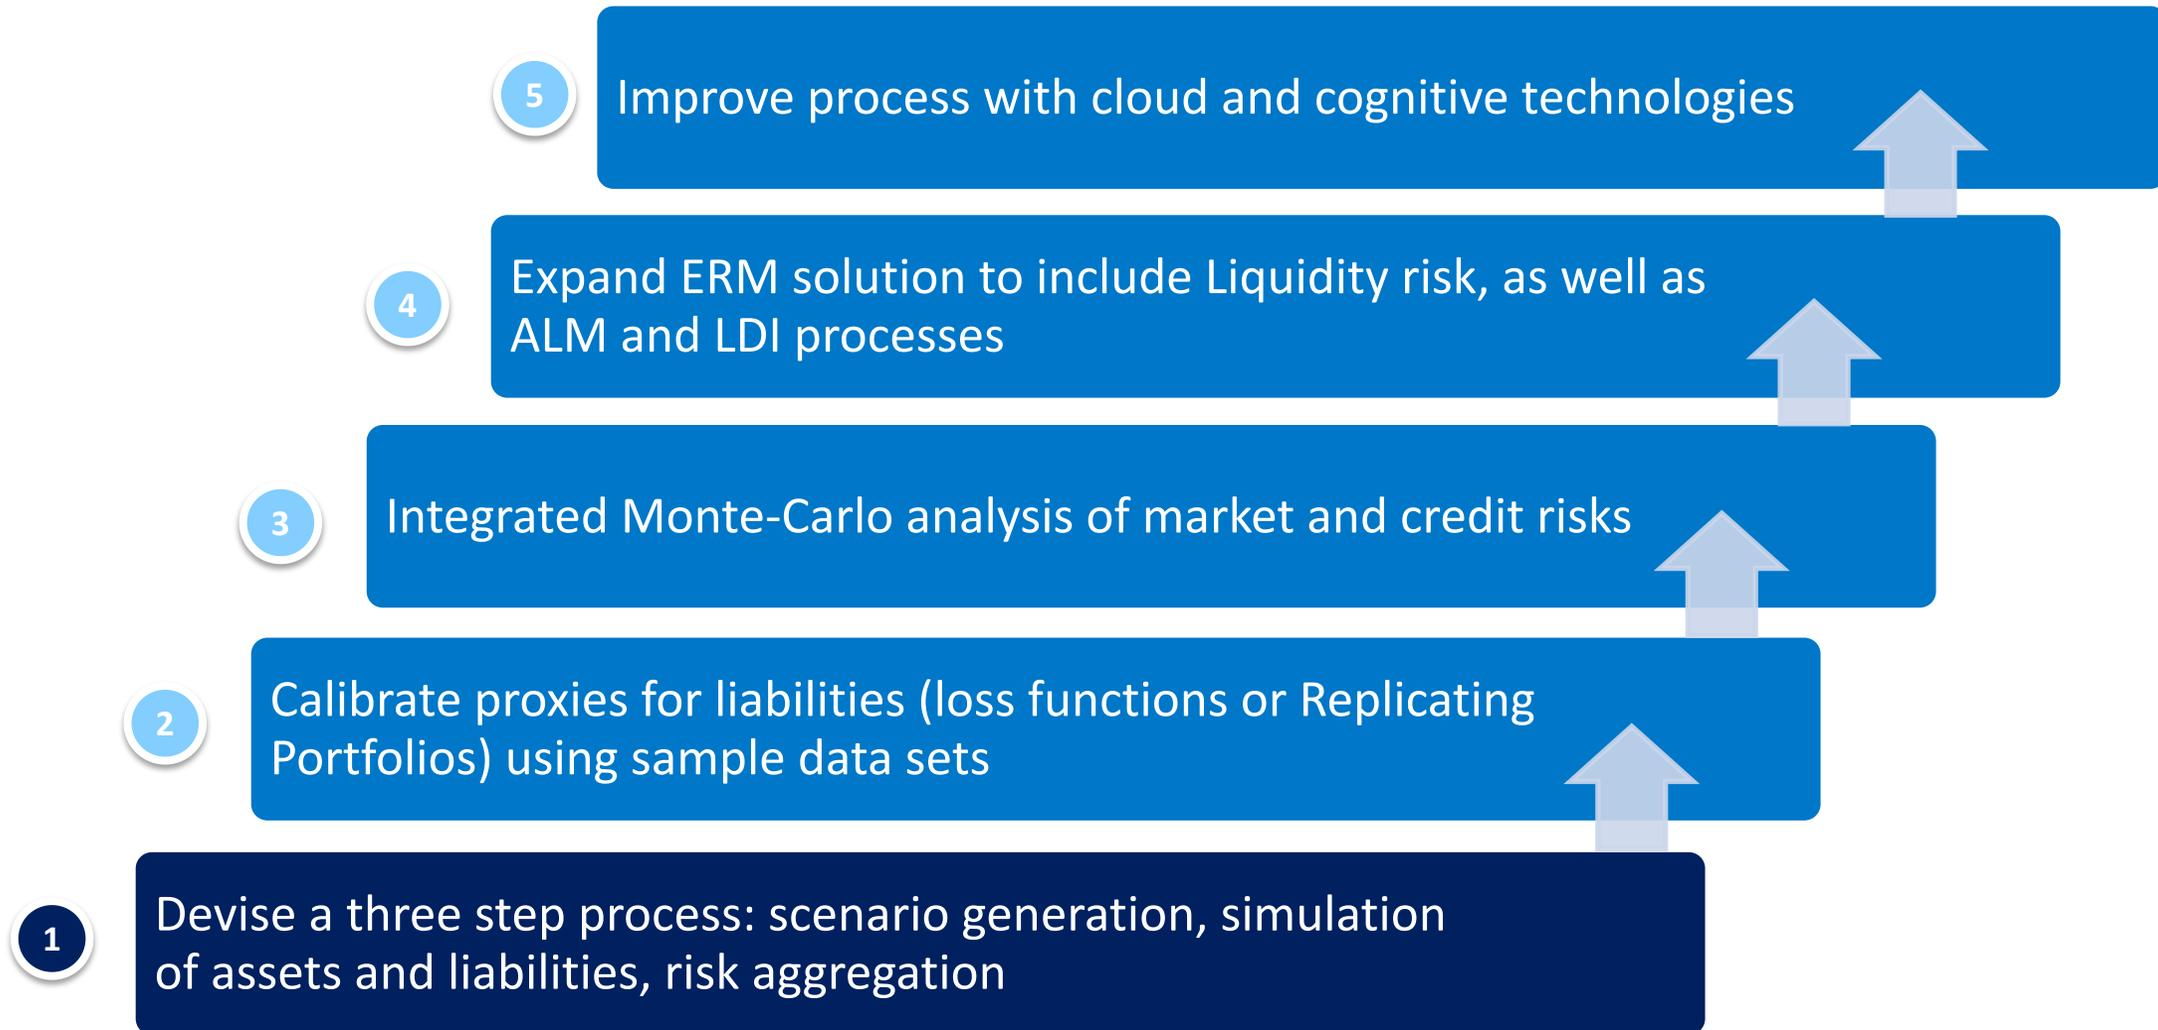 5
Improve process with cloud and cognitive technologies
4
Expand ERM solution to include Liquidity risk, as well as
ALM and LDI processes
3
Integrated Monte-Carlo analysis of market and credit risks
2
Calibrate proxies for liabilities (loss functions or Replicating
Portfolios) using sample data sets
1
Devise a three step process: scenario generation, simulation
of assets and liabilities, risk aggregation